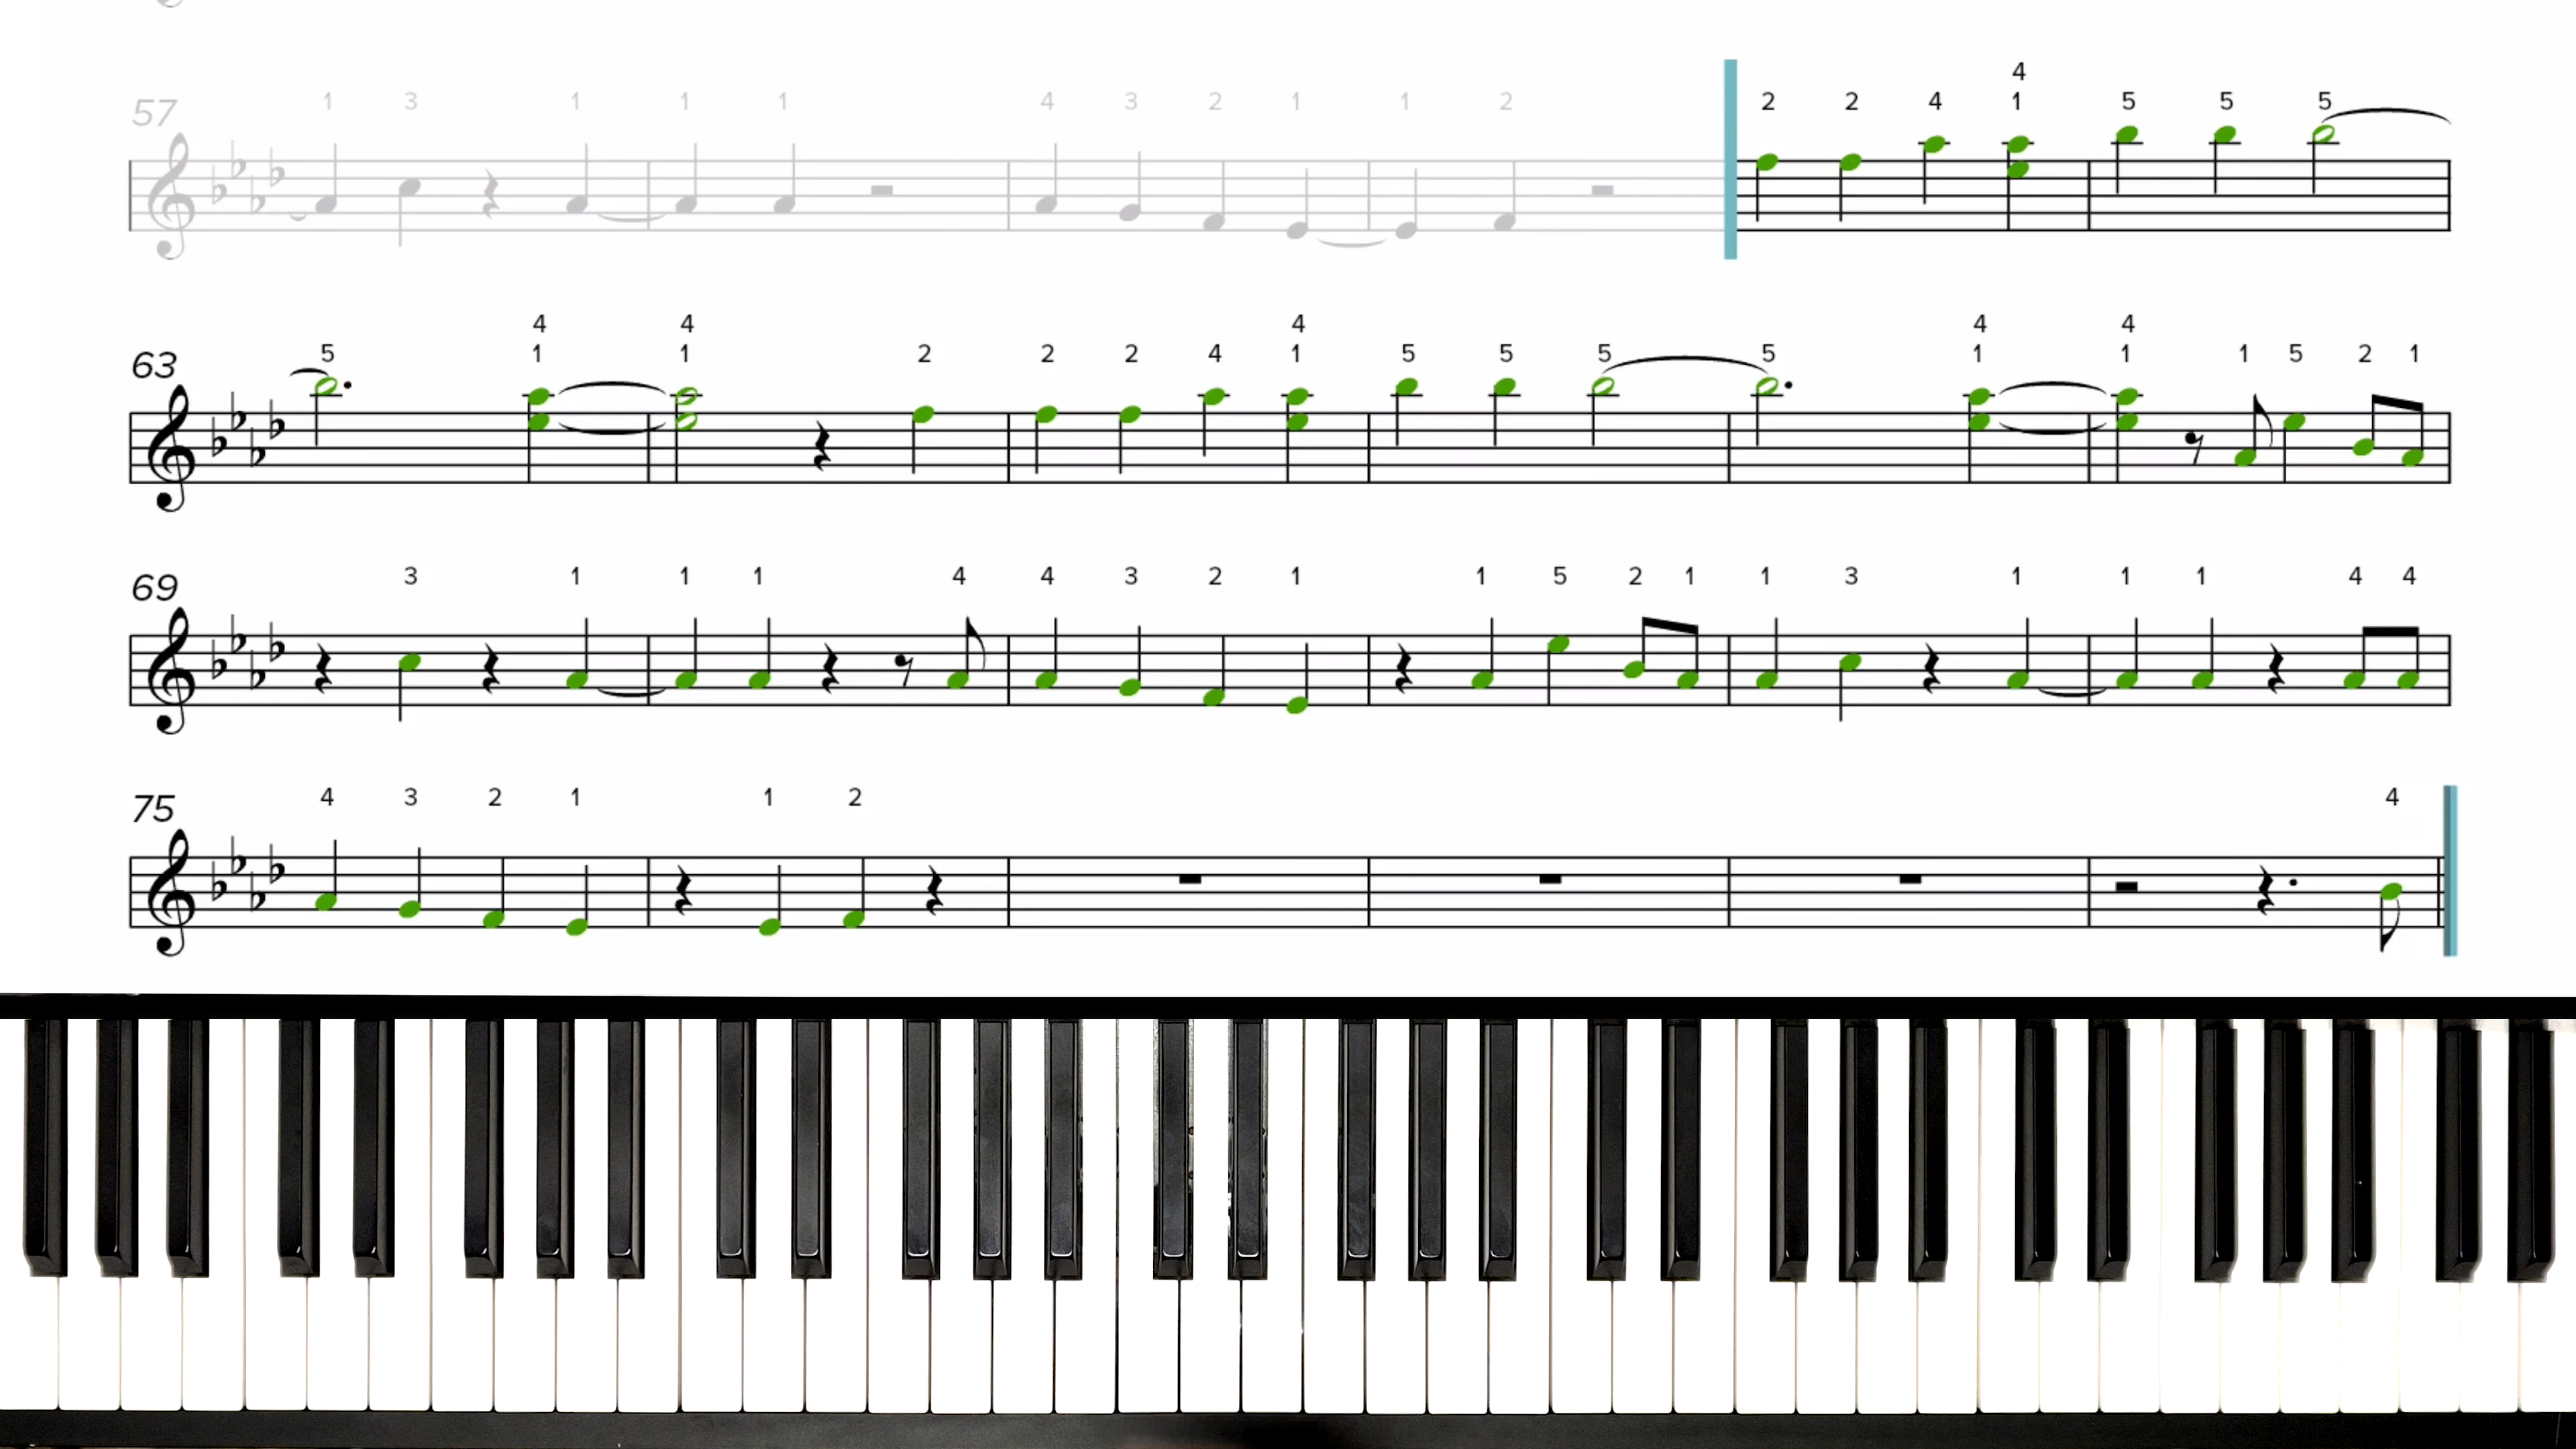 4
57 1 3 1 1 1 4 3 2 1 1 2 2 2 4 1 5 5 5
4 4 4 4 4
63 5 1 1 2 2 2 4 1 5 5 5 5 1 1 1 5 2 1
69 3 1 1 1 4 4 3 2 1 1 5 2 1 1 3 1 1 1 4 4
75 4 3 2 1 1 2 4